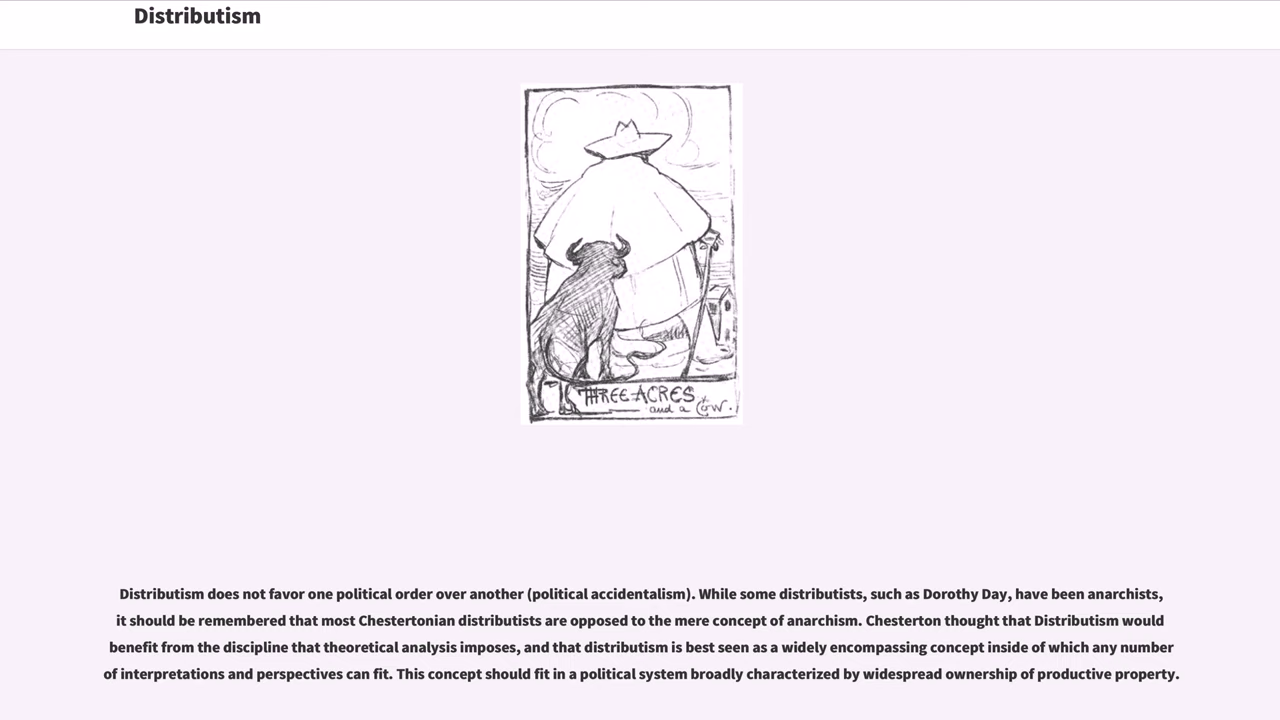 Distributism
THREE ACRES
and a Cow.
Distributism does not favor one political order over another (political accidentalism). While some distributists, such as Dorothy Day, have been anarchists,
it should be remembered that most Chestertonian distributists are opposed to the mere concept of anarchism. Chesterton thought that Distributism would
benefit from the discipline that theoretical analysis imposes, and that distributism is best seen as a widely encompassing concept inside of which any number
of interpretations and perspectives can fit. This concept should fit in a political system broadly characterized by widespread ownership of productive property.